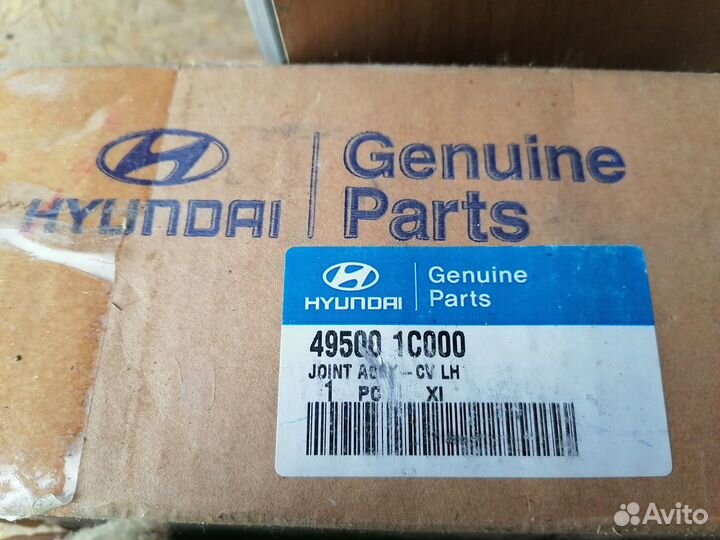 HYUNDAI
Genuine
Parts
HYUNDAI
Genuine
Parts
49500 1C000
JOINT ASSY-CV LH
1 PC XI
Avito